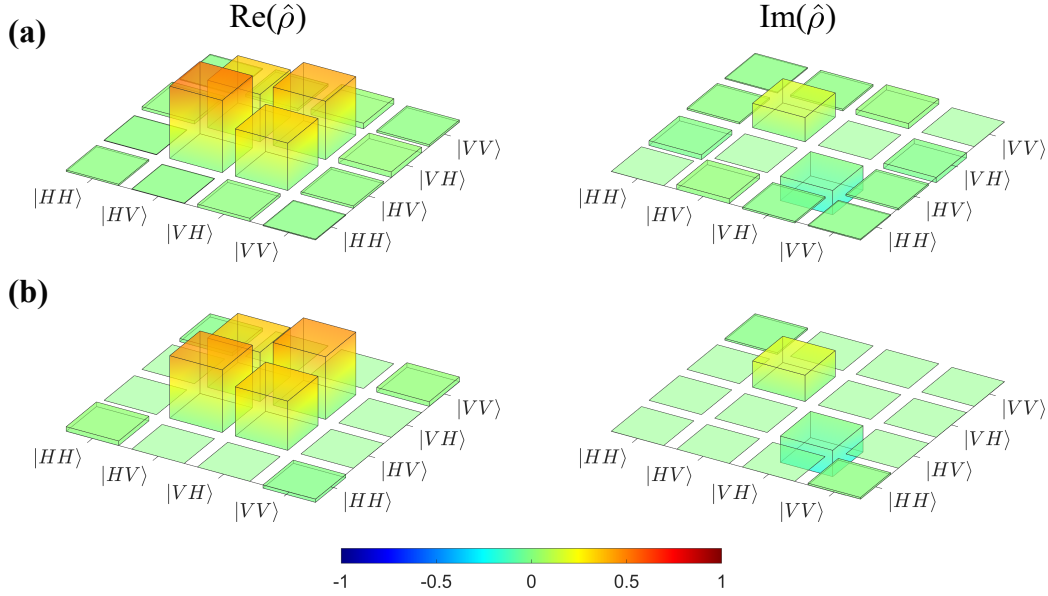 Re(ρ̂) Im(ρ̂)
(a)
|VV⟩ |VV⟩
|VH⟩ |VH⟩
|HH⟩ |HV⟩ |HH⟩ |HV⟩
|HV⟩ |HV⟩
|VH⟩ |HH⟩ |VH⟩ |HH⟩
|VV⟩ |VV⟩
(b)
|VV⟩ |VV⟩
|VH⟩ |VH⟩
|HH⟩ |HV⟩ |HH⟩ |HV⟩
|HV⟩ |HV⟩
|VH⟩ |HH⟩ |VH⟩ |HH⟩
|VV⟩ |VV⟩
-1 -0.5 0 0.5 1